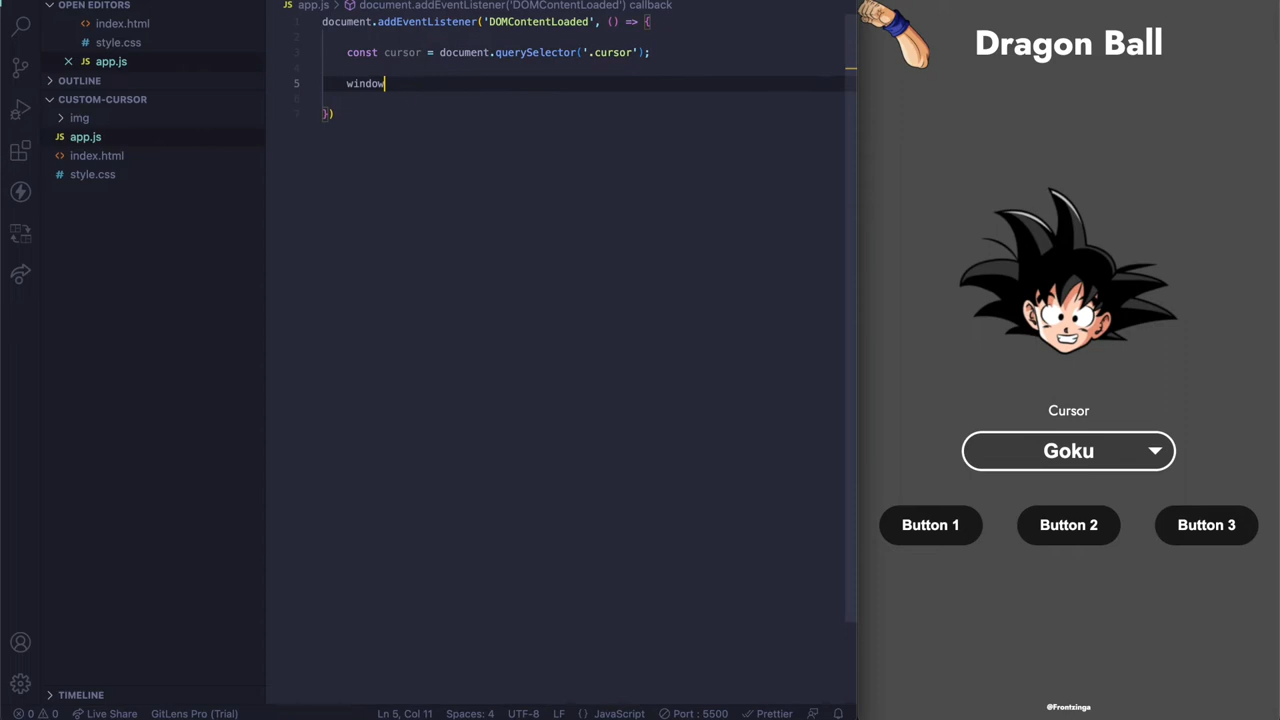 OPEN EDITORS
index.html
style.css
app.js
OUTLINE
CUSTOM-CURSOR
img
JS app.js
index.html
style.css
TIMELINE
JS app.js > document.addEventListener('DOMContentLoaded') callback
1 document.addEventListener('DOMContentLoaded', () => {
2
3 const cursor = document.querySelector('.cursor');
4
5 window
6
7 })
0 0 Live Share GitLens Pro (Trial) Ln 5, Col 11 Spaces: 4 UTF-8 LF {} JavaScript Port : 5500 Prettier
Dragon Ball
Cursor
Goku
Button 1 Button 2 Button 3
@Frontzinga